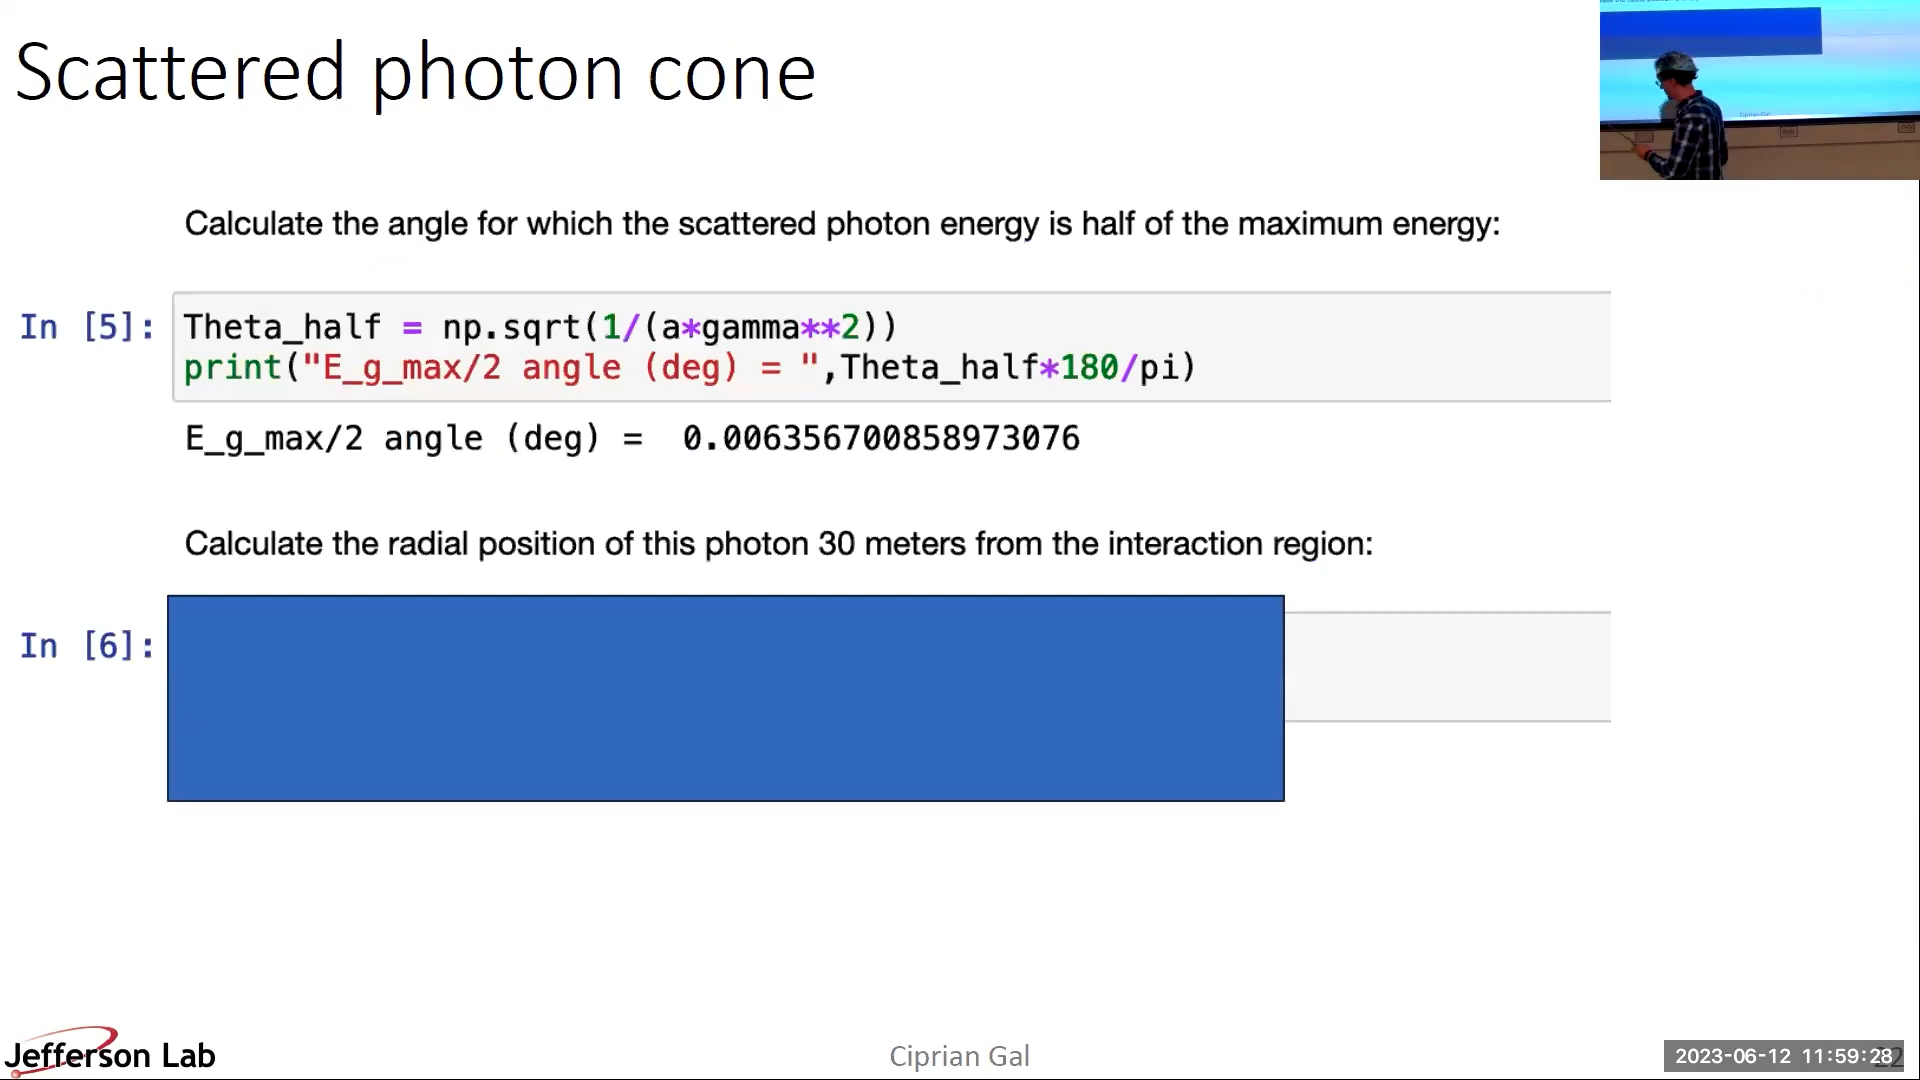 Scattered photon cone
Calculate the angle for which the scattered photon energy is half of the maximum energy:
In [5]:
Theta_half = np.sqrt(1/(a*gamma**2))
print("E_g_max/2 angle (deg) = ",Theta_half*180/pi)
E_g_max/2 angle (deg) =  0.006356700858973076
Calculate the radial position of this photon 30 meters from the interaction region:
In [6]:
Jefferson Lab
Ciprian Gal
2023-06-12 11:59:28
22
Ciprian Gal